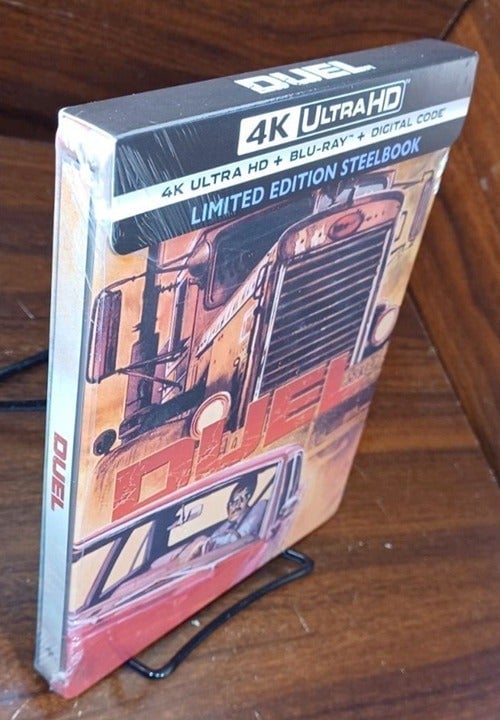 DUEL
4K ULTRA HD
4K ULTRA HD + BLU-RAY + DIGITAL CODE
LIMITED EDITION STEELBOOK
DUEL
DUEL